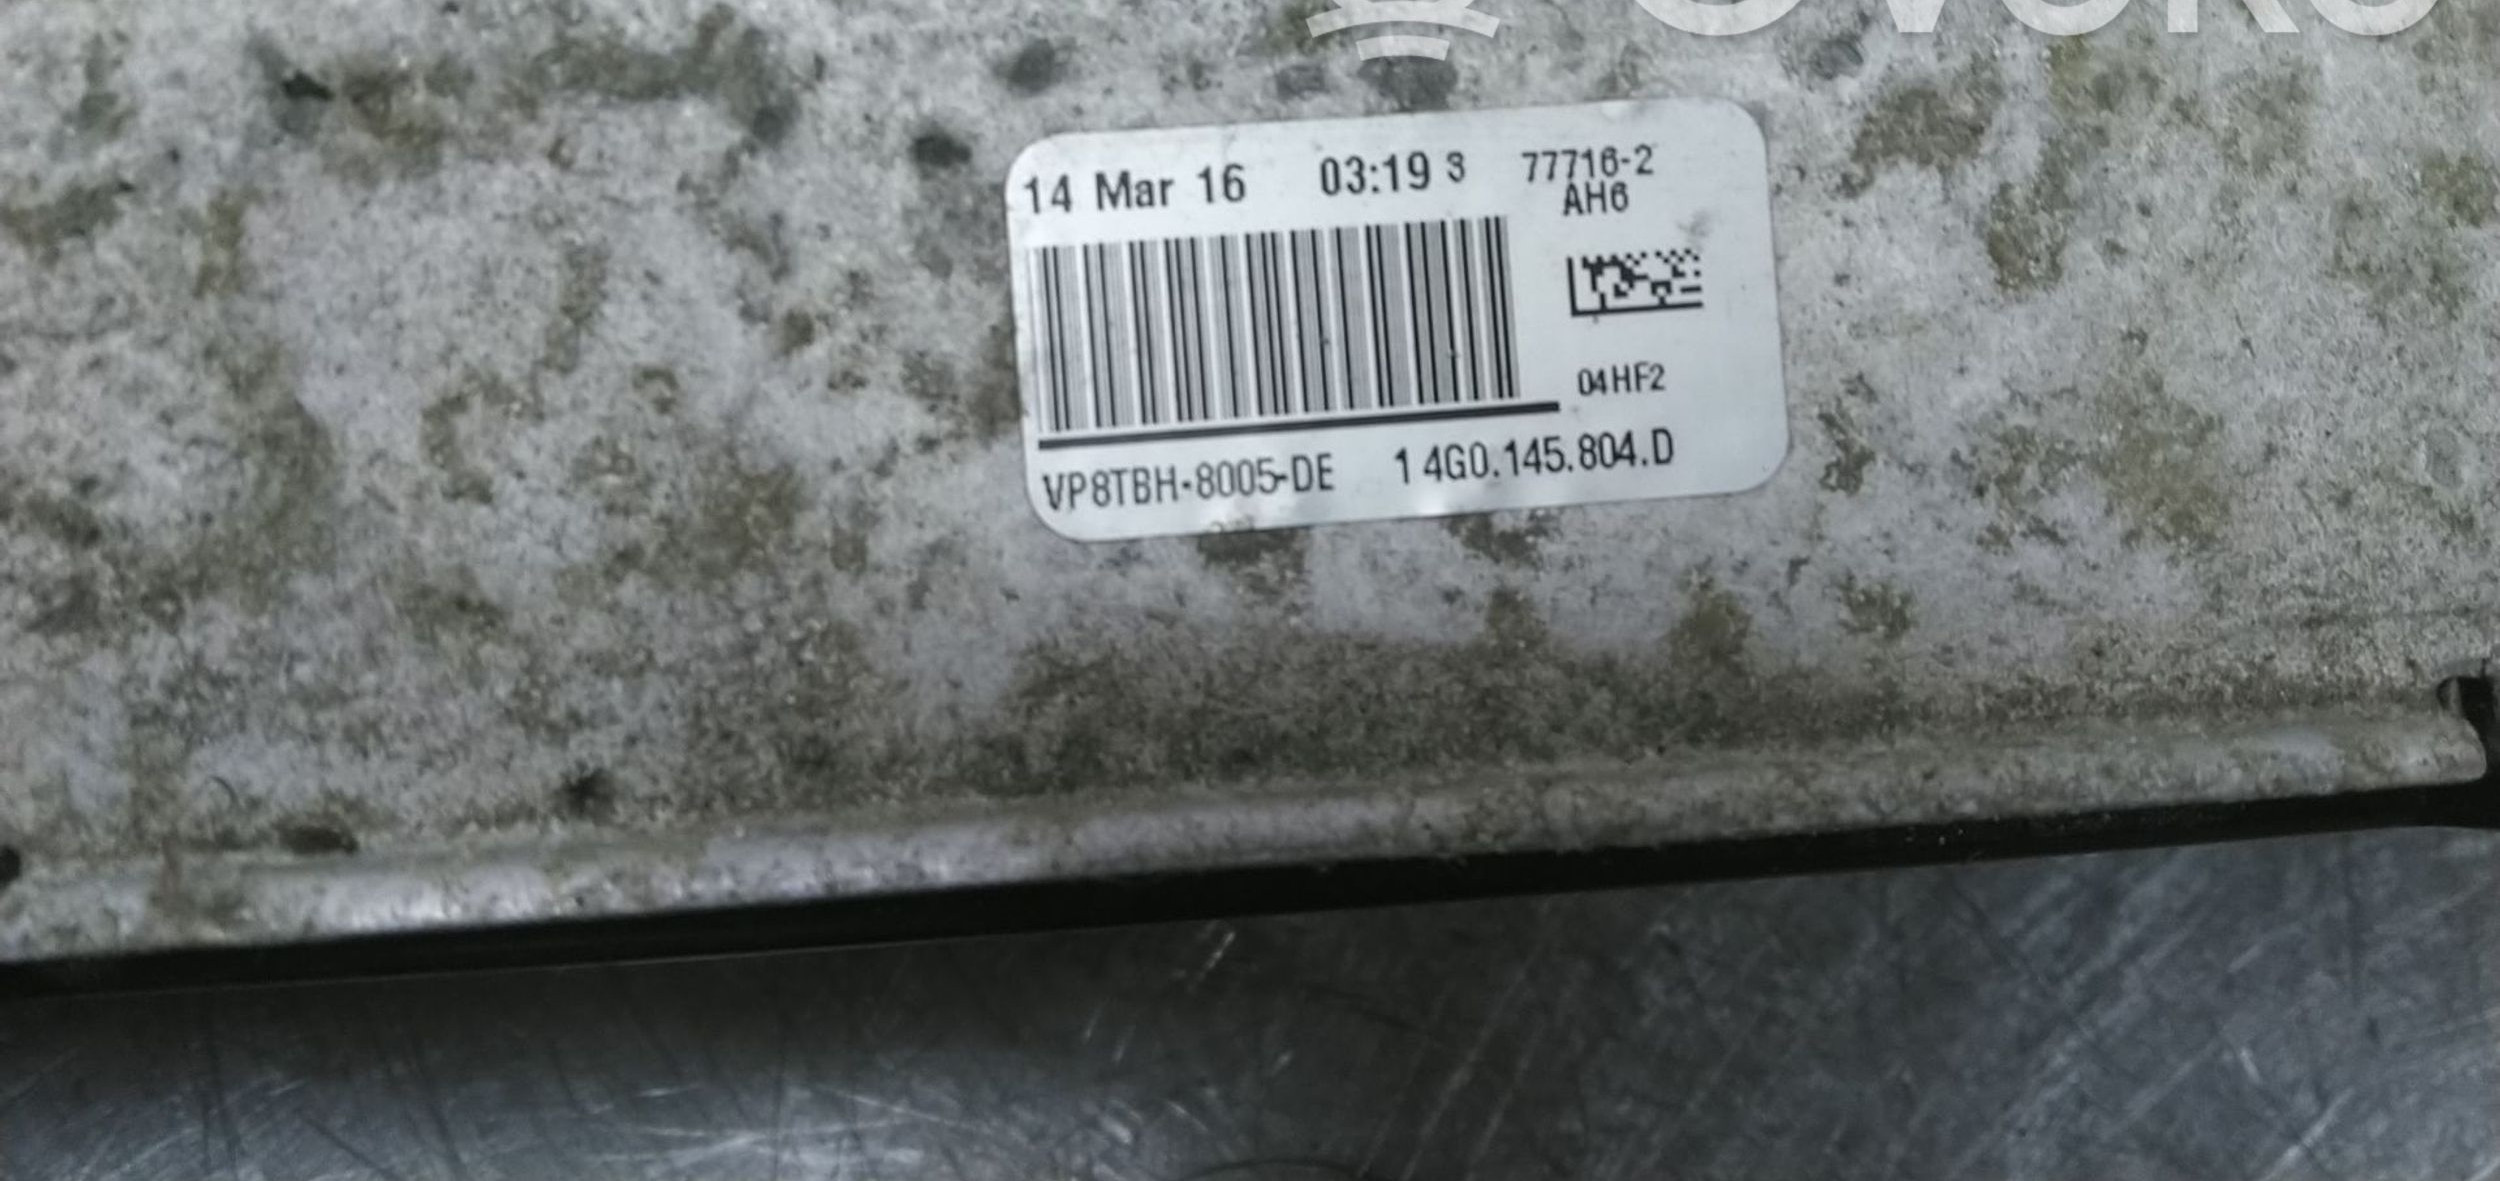 14 Mar 16 03:19 3 77716-2
AH6
04HF2
VP8TBH-8005-DE 1 4G0.145.804.D